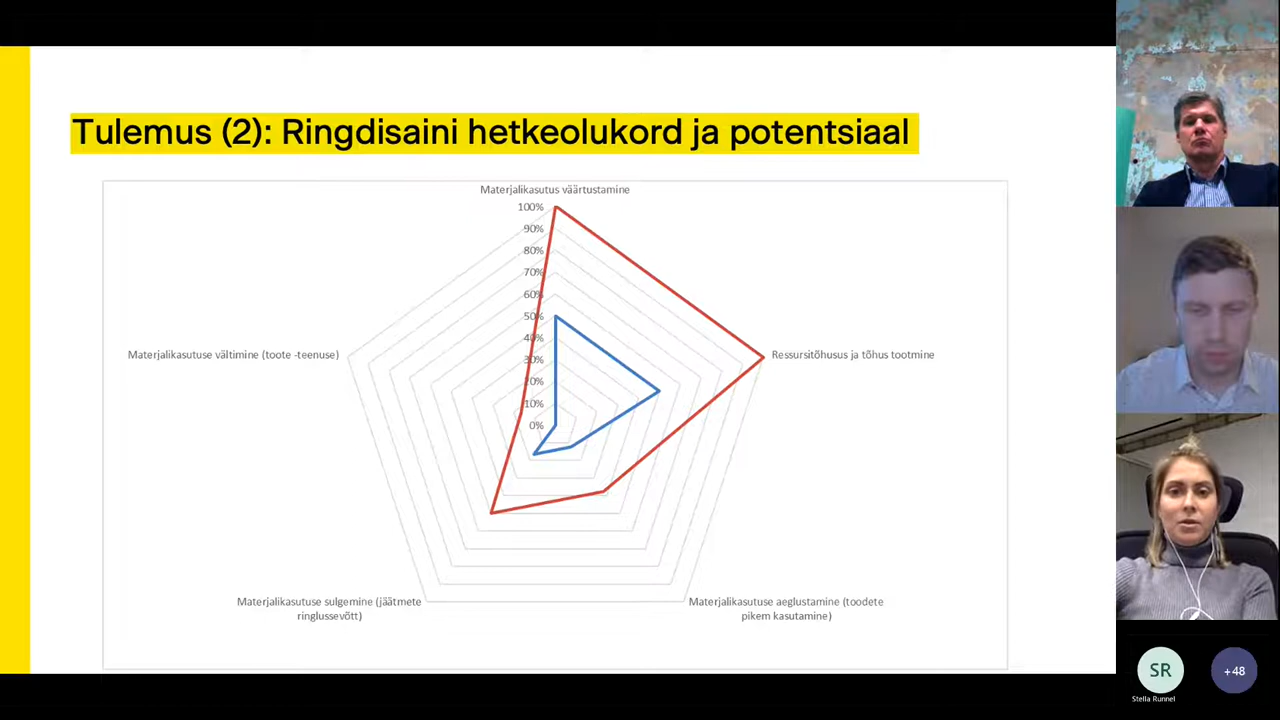 Tulemus (2): Ringdisaini hetkeolukord ja potentsiaal
Materjalikasutus väärtustamine
100%
90%
80%
70%
60%
50%
40%
30%
20%
10%
0%
Materjalikasutuse vältimine (toote -teenuse)
Ressursitõhusus ja tõhus tootmine
Materjalikasutuse sulgemine (jäätmete
ringlussevõtt)
Materjalikasutuse aeglustamine (toodete
pikem kasutamine)
SR
Stella Runnel
+48